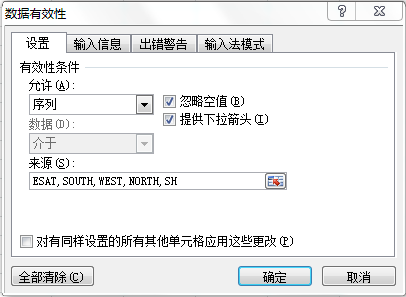 数据有效性
设置 输入信息 出错警告 输入法模式
有效性条件
允许(A):
序列
忽略空值(B)
数据(D):
提供下拉箭头(I)
介于
来源(S):
ESAT,SOUTH,WEST,NORTH,SH
对有同样设置的所有其他单元格应用这些更改(P)
全部清除(C) 确定 取消